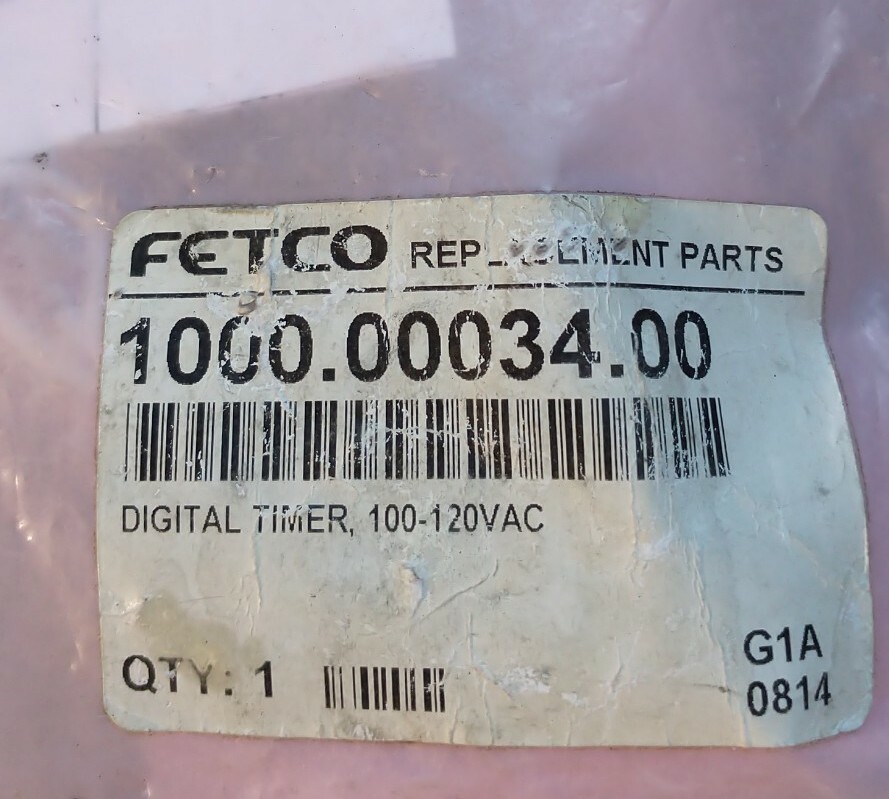 FETCO REPLACEMENT PARTS
1000.00034.00
DIGITAL TIMER, 100-120VAC
QTY: 1
G1A
0814